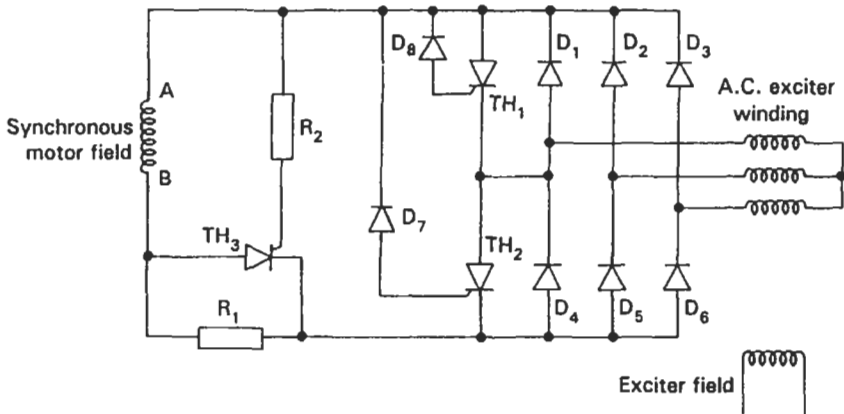 D8
D1
D2
D3
A.C. exciter
winding
A
TH1
Synchronous
motor field
R2
B
D7
TH3
TH2
R1
D4
D5
D6
Exciter field